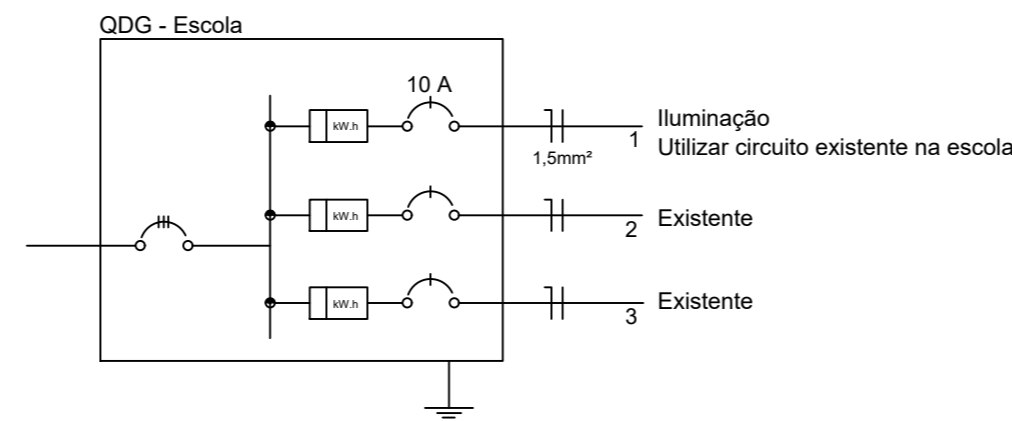 QDG - Escola
10 A
kW.h
1,5mm²
1
Iluminação
Utilizar circuito existente na escola
kW.h
2
Existente
kW.h
3
Existente